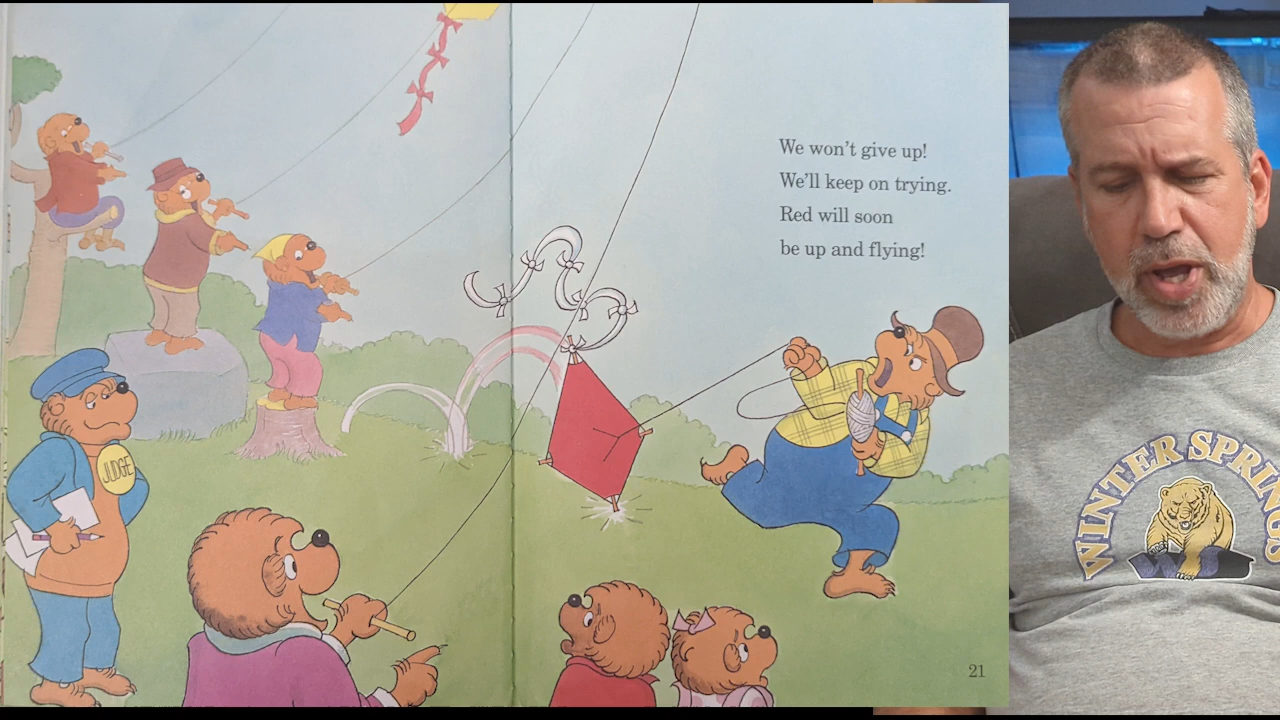 We won't give up!
We'll keep on trying.
Red will soon
be up and flying!
JUDGE
21
WINTER SPRINGS